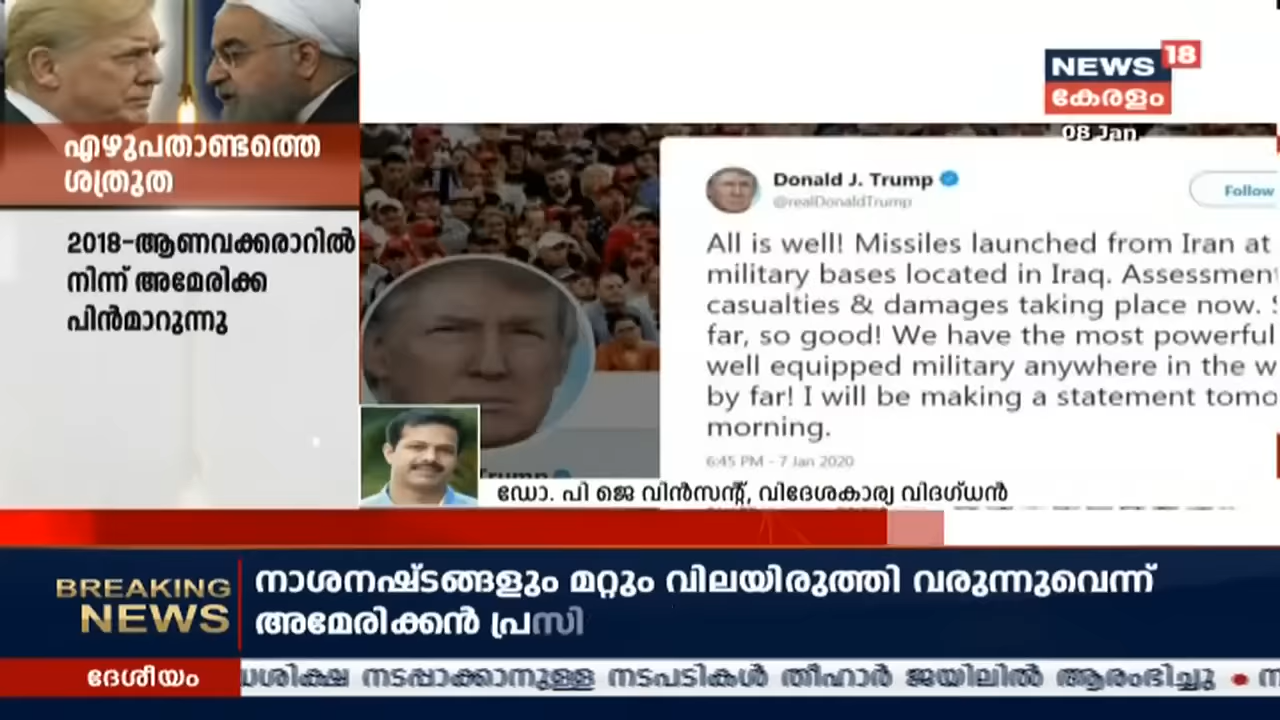 NEWS 18
കേരളം
08 Jan
എഴുപതാണ്ടത്തെ
ശത്രുത
2018-ആണവക്കരാറിൽ
നിന്ന് അമേരിക്ക
പിൻമാറുന്നു
Donald J. Trump
@realDonaldTrump
Follow
All is well! Missiles launched from Iran at
military bases located in Iraq. Assessment
casualties & damages taking place now. S
far, so good! We have the most powerful
well equipped military anywhere in the w
by far! I will be making a statement tomo
morning.
6:45 PM - 7 Jan 2020
Trump
ഡോ. പി ജെ വിൻസന്റ്, വിദേശകാര്യ വിദഗ്ധൻ
BREAKING
NEWS
നാശനഷ്ടങ്ങളും മറ്റും വിലയിരുത്തി വരുന്നുവെന്ന്
അമേരിക്കൻ പ്രസി
ദേശീയം
ധശിക്ഷ നടപ്പാക്കാനുള്ള നടപടികൾ തീഹാർ ജയിലിൽ ആരംഭിച്ചു •